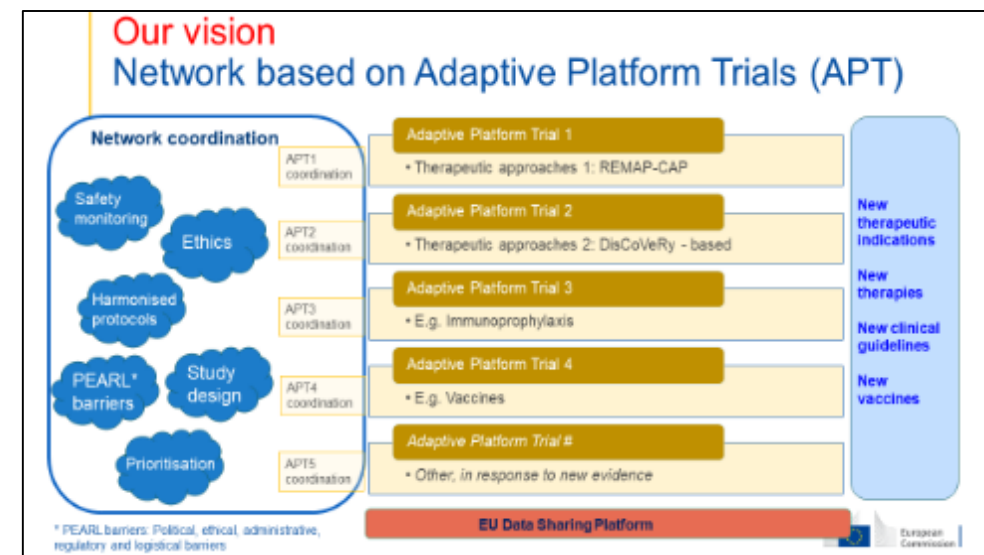 Our vision
Network based on Adaptive Platform Trials (APT)
Network coordination
Safety
monitoring
Ethics
Harmonised
protocols
PEARL*
barriers
Study
design
Prioritisation
APT1
coordination
APT2
coordination
APT3
coordination
APT4
coordination
APT5
coordination
Adaptive Platform Trial 1
• Therapeutic approaches 1: REMAP-CAP
Adaptive Platform Trial 2
• Therapeutic approaches 2: DisCoVeRy - based
Adaptive Platform Trial 3
• E.g. Immunoprophylaxis
Adaptive Platform Trial 4
• E.g. Vaccines
Adaptive Platform Trial #
• Other, in response to new evidence
New
therapeutic
indications
New
therapies
New clinical
guidelines
New
vaccines
EU Data Sharing Platform
* PEARL barriers: Political, ethical, administrative,
regulatory and logistical barriers
European
Commission